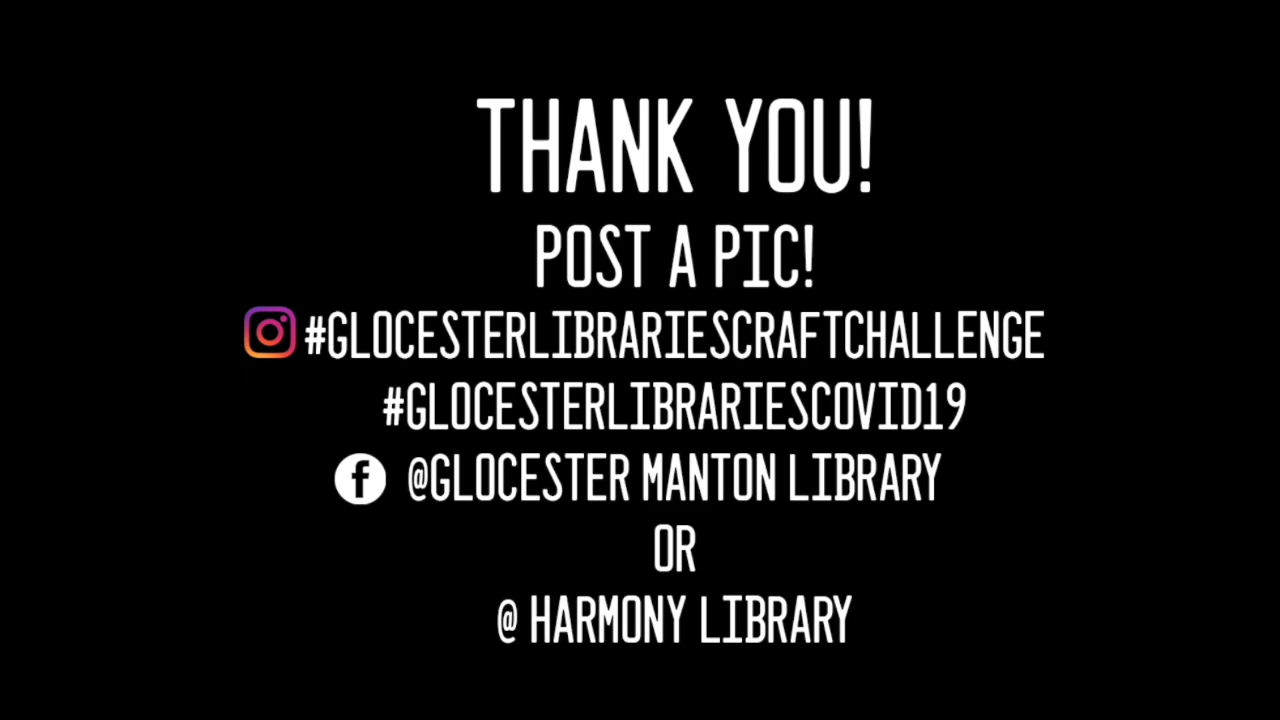 THANK YOU!
POST A PIC!
#GLOCESTERLIBRARIESCRAFTCHALLENGE
#GLOCESTERLIBRARIESCOVID19
@GLOCESTER MANTON LIBRARY
OR
@ HARMONY LIBRARY